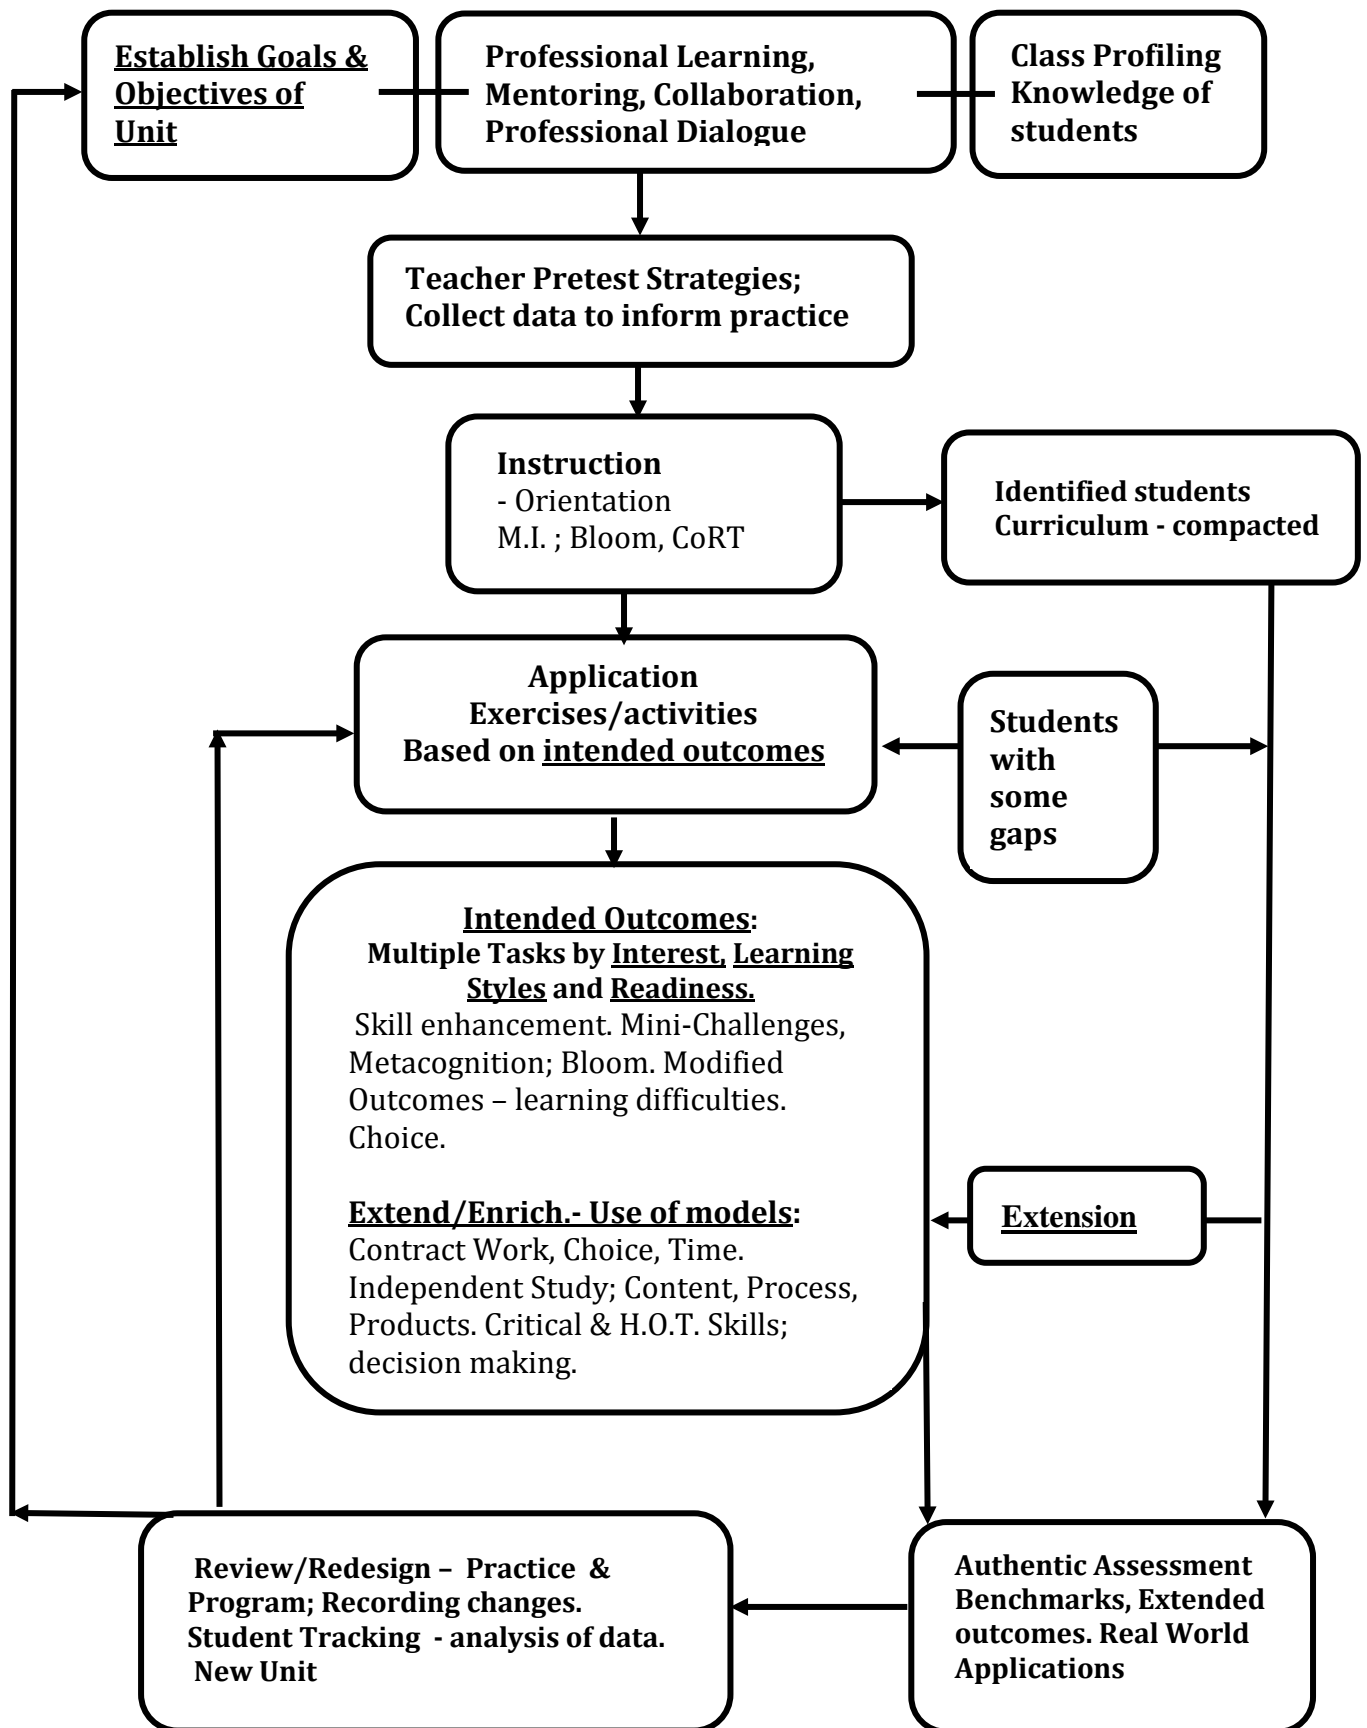 Establish Goals &
Objectives of
Unit
Professional Learning,
Mentoring, Collaboration,
Professional Dialogue
Class Profiling
Knowledge of
students
Teacher Pretest Strategies;
Collect data to inform practice
Instruction
- Orientation
M.I. ; Bloom, CoRT
Identified students
Curriculum - compacted
Application
Exercises/activities
Based on intended outcomes
Students
with
some
gaps
Intended Outcomes:
Multiple Tasks by Interest, Learning
Styles and Readiness.
Skill enhancement. Mini-Challenges,
Metacognition; Bloom. Modified
Outcomes – learning difficulties.
Choice.
Extend/Enrich.- Use of models:
Contract Work, Choice, Time.
Independent Study; Content, Process,
Products. Critical & H.O.T. Skills;
decision making.
Extension
Review/Redesign – Practice &
Program; Recording changes.
Student Tracking - analysis of data.
New Unit
Authentic Assessment
Benchmarks, Extended
outcomes. Real World
Applications